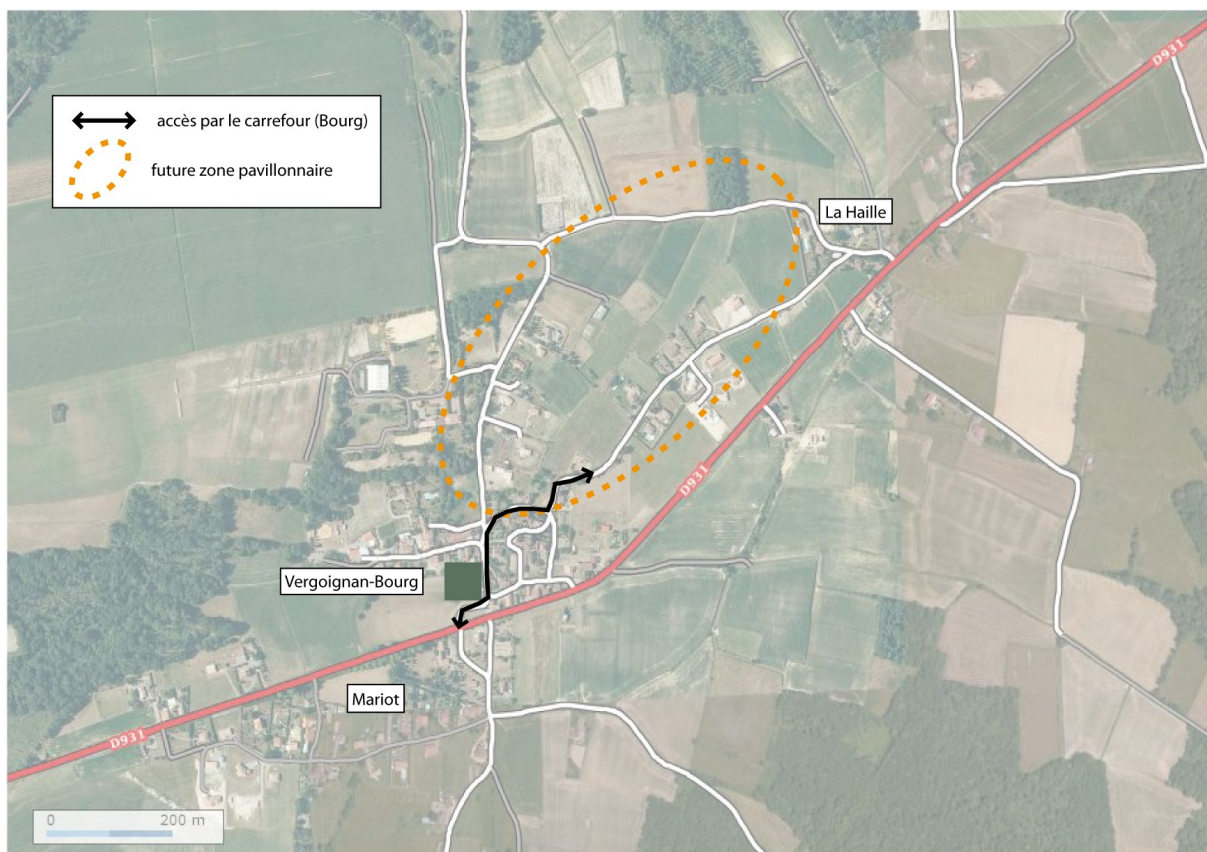 D931
accès par le carrefour (Bourg)
future zone pavillonnaire
La Haille
D931
Vergoignan-Bourg
Mariot
D931
0 200 m